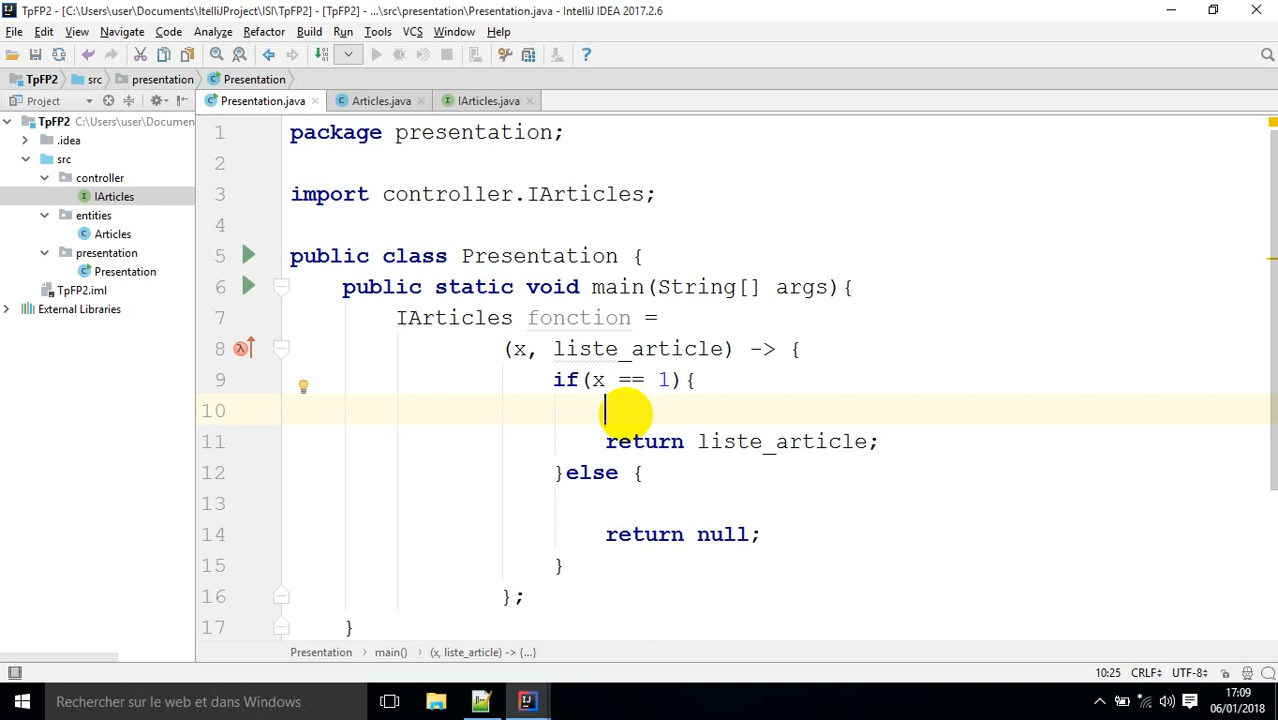 TpFP2 - [C:\Users\user\Documents\ItelliJProject\ISI\TpFP2] - [TpFP2] - ...\src\presentation\Presentation.java - IntelliJ IDEA 2017.2.6
File Edit View Navigate Code Analyze Refactor Build Run Tools VCS Window Help
TpFP2 src presentation Presentation
Project Presentation.java Articles.java IArticles.java
TpFP2 C:\Users\user\Documen
.idea
src
controller
IArticles
entities
Articles
presentation
Presentation
TpFP2.iml
External Libraries
1 package presentation;
2
3 import controller.IArticles;
4
5 public class Presentation {
6 public static void main(String[] args){
7 IArticles fonction =
8 (x, liste_article) -> {
9 if(x == 1){
10
11 return liste_article;
12 }else {
13
14 return null;
15 }
16 };
17 }
Presentation main() (x, liste_article) -> {...}
10:25 CRLF UTF-8
Rechercher sur le web et dans Windows
17:09
06/01/2018